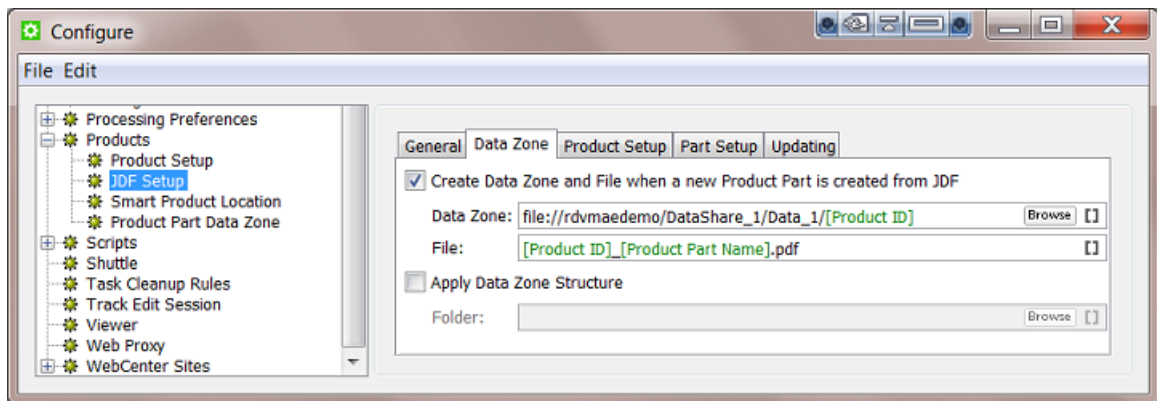 Configure
File Edit
Processing Preferences
Products
Product Setup
JDF Setup
Smart Product Location
Product Part Data Zone
Scripts
Shuttle
Task Cleanup Rules
Track Edit Session
Viewer
Web Proxy
WebCenter Sites
General Data Zone Product Setup Part Setup Updating
Create Data Zone and File when a new Product Part is created from JDF
Data Zone: file://rdvmaedemo/DataShare_1/Data_1/[Product ID] Browse []
File: [Product ID]_[Product Part Name].pdf []
Apply Data Zone Structure
Folder: Browse []